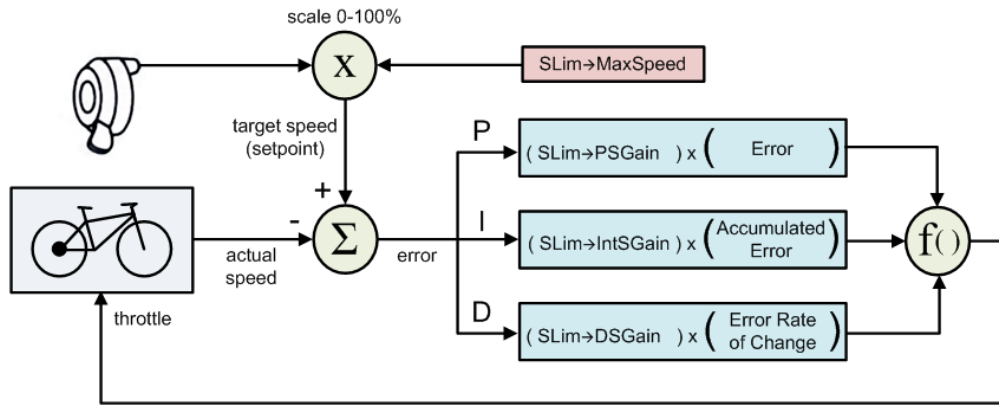 scale 0-100%
X
SLim→MaxSpeed
target speed
(setpoint)
+
-
Σ
actual
speed
error
throttle
P
( SLim→PSGain ) x ( Error )
I
( SLim→IntSGain ) x ( Accumulated
Error )
D
( SLim→DSGain ) x ( Error Rate
of Change )
f()